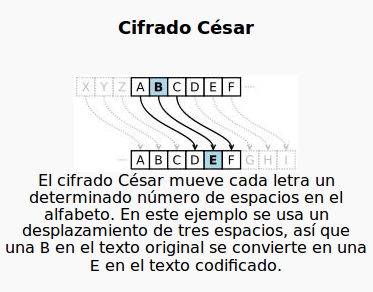 Cifrado César
X Y Z A B C D E F ....
.... A B C D E F G H I
El cifrado César mueve cada letra un
determinado número de espacios en el
alfabeto. En este ejemplo se usa un
desplazamiento de tres espacios, así que
una B en el texto original se convierte en una
E en el texto codificado.